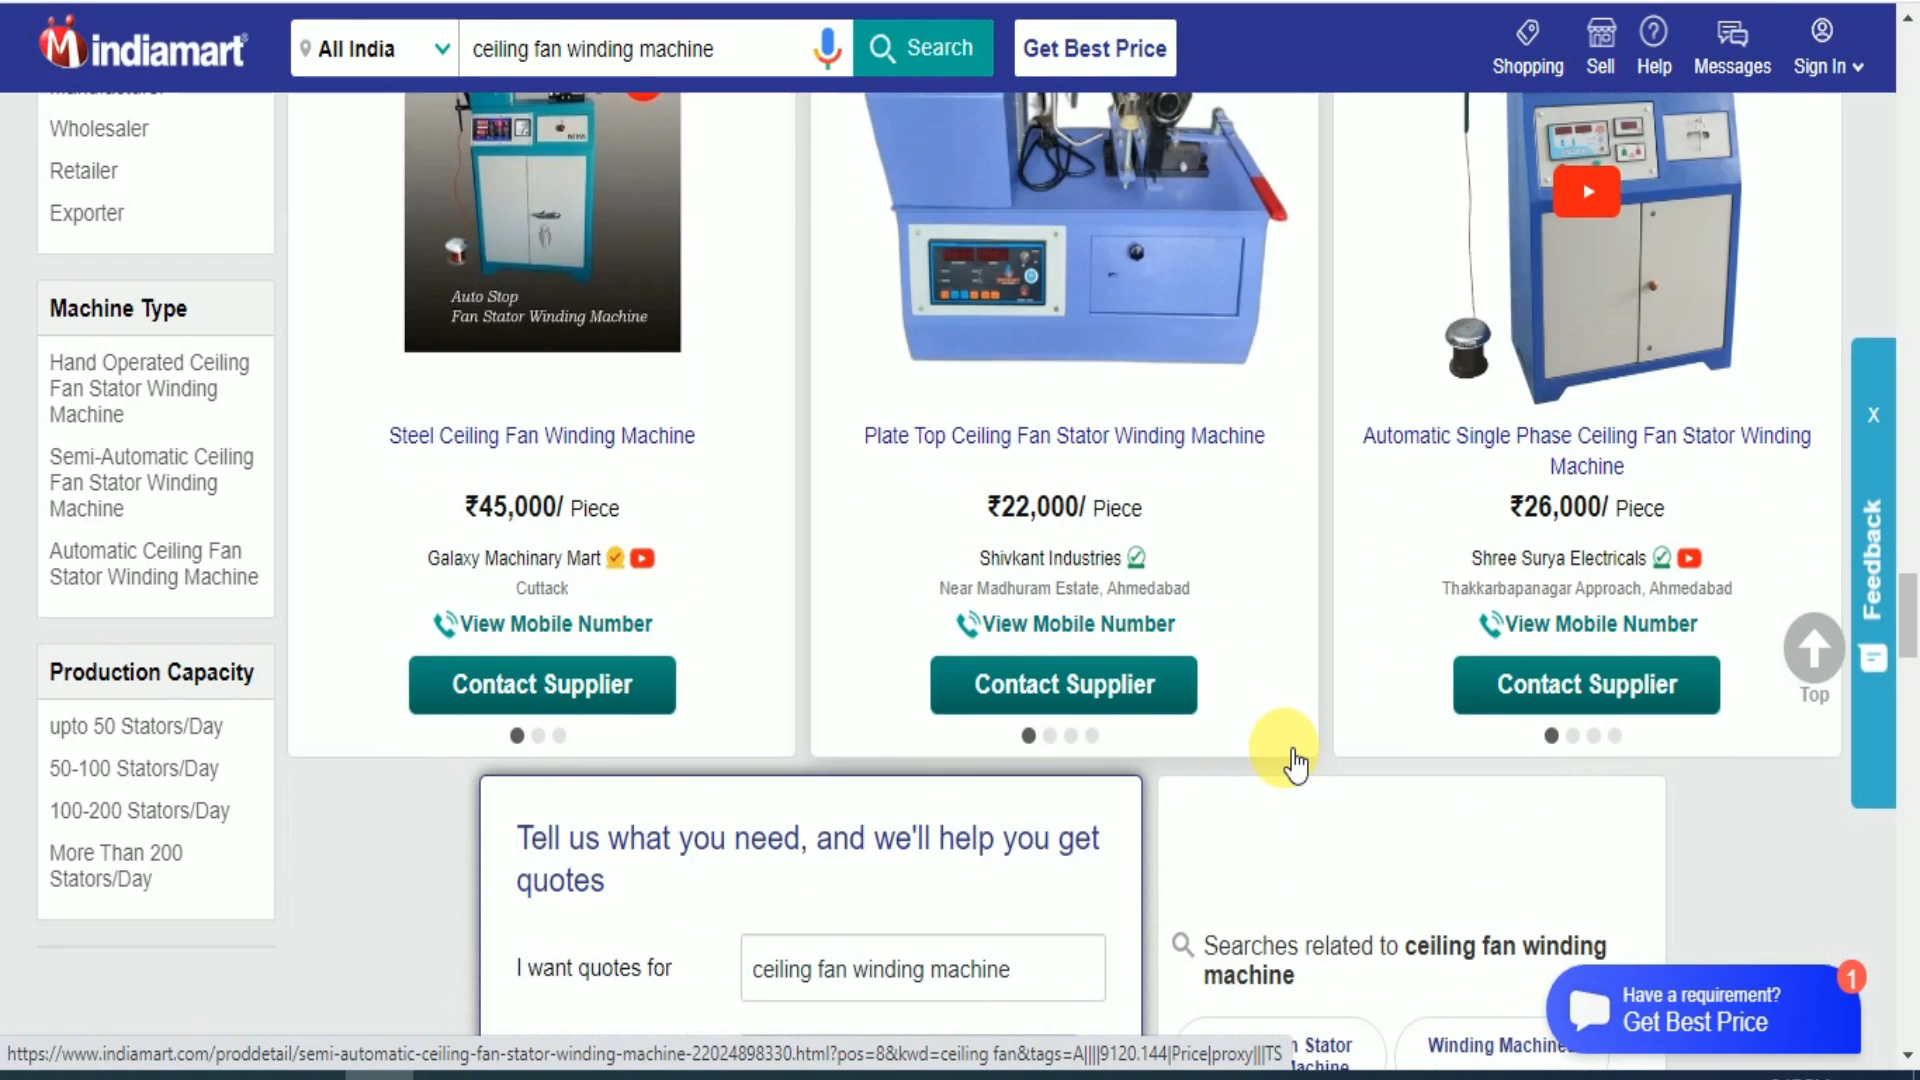 indiamart
All India
ceiling fan winding machine
Search
Get Best Price
Shopping
Sell
Help
Messages
Sign In
Wholesaler
Retailer
Exporter
Machine Type
Hand Operated Ceiling
Fan Stator Winding
Machine
Semi-Automatic Ceiling
Fan Stator Winding
Machine
Automatic Ceiling Fan
Stator Winding Machine
Production Capacity
upto 50 Stators/Day
50-100 Stators/Day
100-200 Stators/Day
More Than 200
Stators/Day
Auto Stop
Fan Stator Winding Machine
Steel Ceiling Fan Winding Machine
₹45,000/ Piece
Galaxy Machinary Mart
Cuttack
View Mobile Number
Contact Supplier
Plate Top Ceiling Fan Stator Winding Machine
₹22,000/ Piece
Shivkant Industries
Near Madhuram Estate, Ahmedabad
View Mobile Number
Contact Supplier
Automatic Single Phase Ceiling Fan Stator Winding
Machine
₹26,000/ Piece
Shree Surya Electricals
Thakkarbapanagar Approach, Ahmedabad
View Mobile Number
Contact Supplier
X
Feedback
Top
Tell us what you need, and we'll help you get
quotes
I want quotes for
ceiling fan winding machine
Searches related to ceiling fan winding
machine
n Stator
Machine
Winding Machine
1
Have a requirement?
Get Best Price
https://www.indiamart.com/proddetail/semi-automatic-ceiling-fan-stator-winding-machine-22024898330.html?pos=8&kwd=ceiling fan&tags=A||||9120.144|Price|proxy|||TS